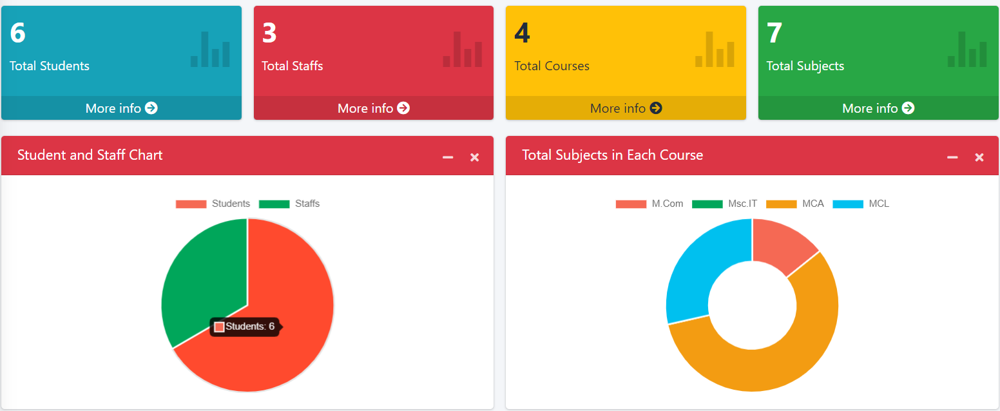 6
Total Students
More info
3
Total Staffs
More info
4
Total Courses
More info
7
Total Subjects
More info
Student and Staff Chart
Students Staffs
Students: 6
Total Subjects in Each Course
M.Com Msc.IT MCA MCL